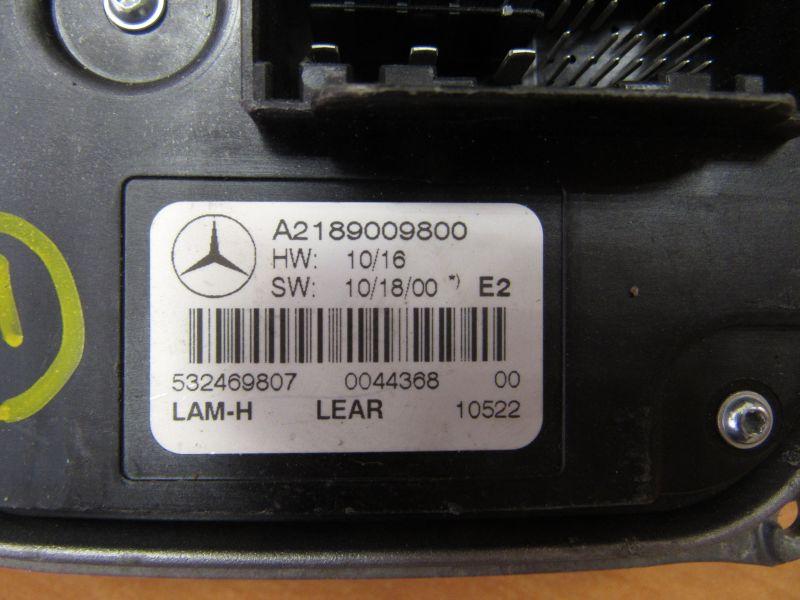 A2189009800
HW: 10/16
SW: 10/18/00 *) E2
532469807 0044368 00
LAM-H LEAR 10522